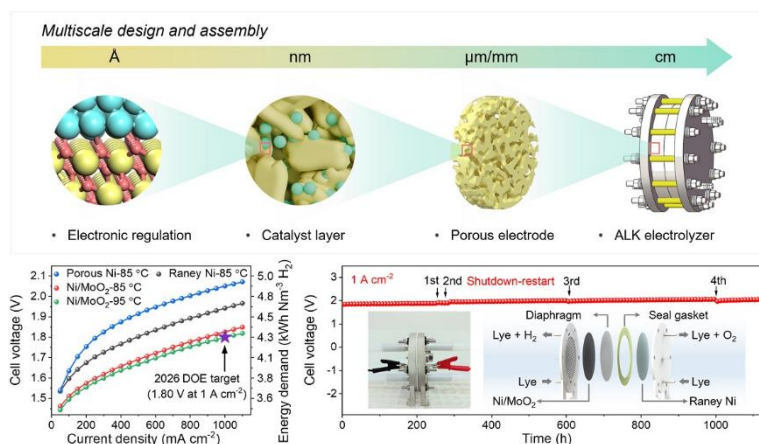 Multiscale design and assembly
Å nm μm/mm cm
• Electronic regulation • Catalyst layer • Porous electrode • ALK electrolyzer
Porous Ni-85 °C Raney Ni-85 °C
Ni/MoO₂-85 °C
Ni/MoO₂-95 °C
2026 DOE target
(1.80 V at 1 A cm⁻²)
Cell voltage (V)
2.1
2.0
1.9
1.8
1.7
1.6
1.5
1.4
Energy demand (kWh Nm⁻³ H₂)
5.0
4.8
4.5
4.3
4.1
3.8
3.6
200 400 600 800 1000
Current density (mA cm⁻²)
1 A cm⁻² 1st 2nd Shutdown-restart 3rd 4th
Cell voltage (V)
3
2
1
0
-1
-2
Diaphragm Seal gasket
Lye + H₂ Lye + O₂
Lye Lye
Ni/MoO₂ Raney Ni
0 200 400 600 800 1000
Time (h)